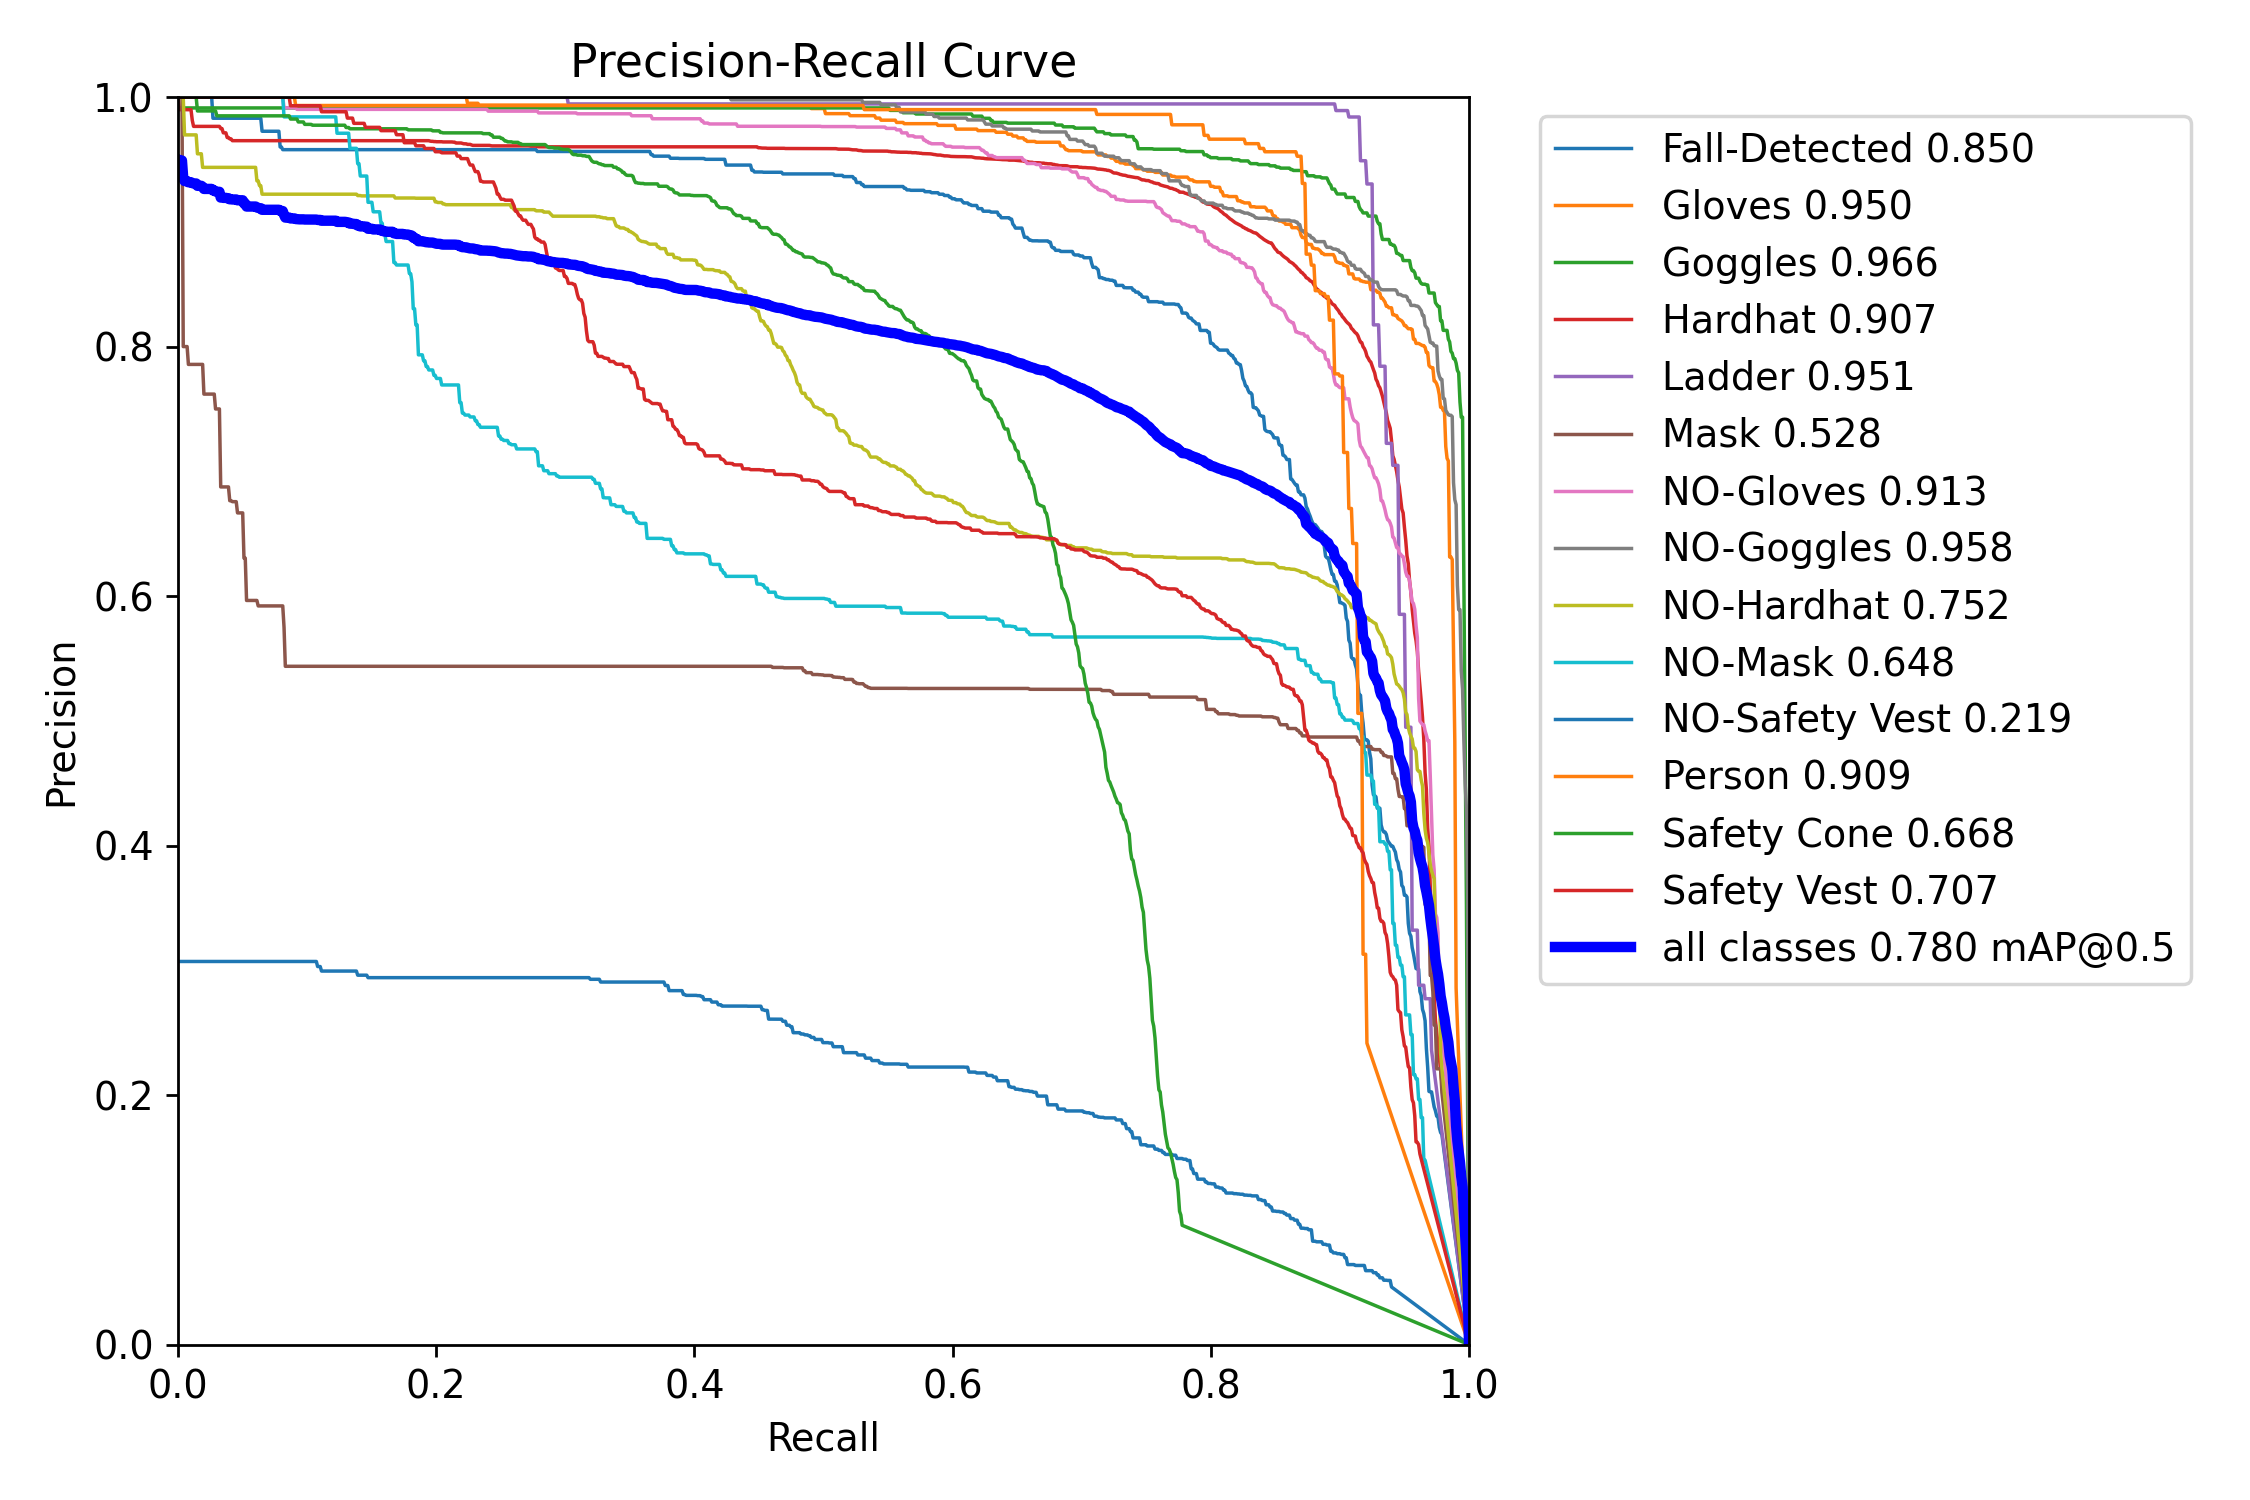 Precision-Recall Curve
1.0
0.8
0.6
0.4
0.2
0.0
Precision
0.0 0.2 0.4 0.6 0.8 1.0
Recall
Fall-Detected 0.850
Gloves 0.950
Goggles 0.966
Hardhat 0.907
Ladder 0.951
Mask 0.528
NO-Gloves 0.913
NO-Goggles 0.958
NO-Hardhat 0.752
NO-Mask 0.648
NO-Safety Vest 0.219
Person 0.909
Safety Cone 0.668
Safety Vest 0.707
all classes 0.780 mAP@0.5